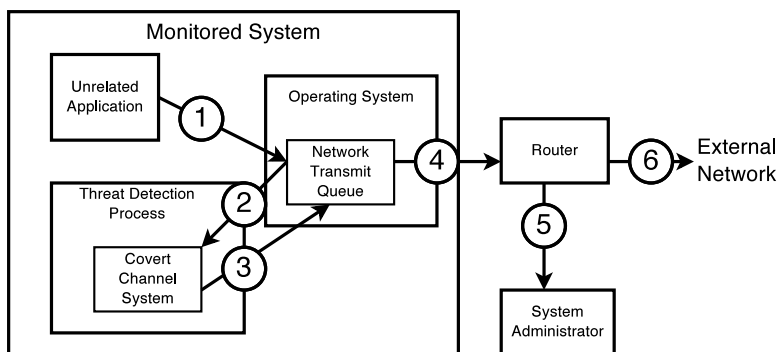 Monitored System
Unrelated
Application
1
Operating System
Network
Transmit
Queue
4
Router
6
External
Network
Threat Detection
Process
2
Covert
Channel
System
3
5
System
Administrator